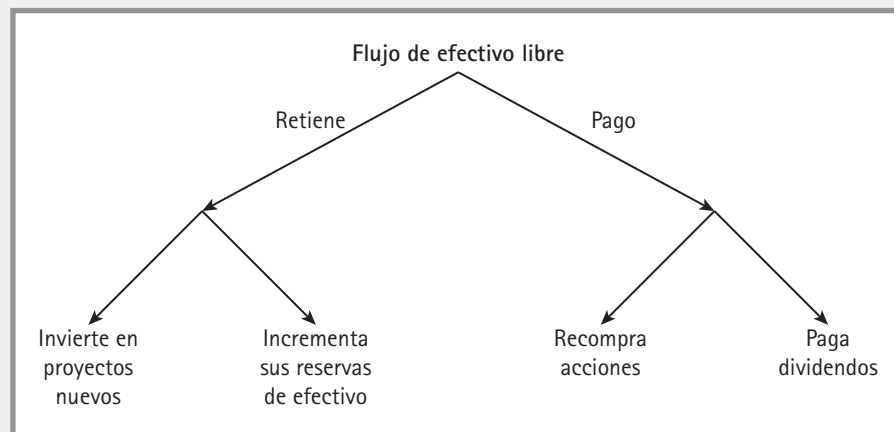 Flujo de efectivo libre
Retiene
Pago
Invierte en
proyectos
nuevos
Incrementa
sus reservas
de efectivo
Recompra
acciones
Paga
dividendos